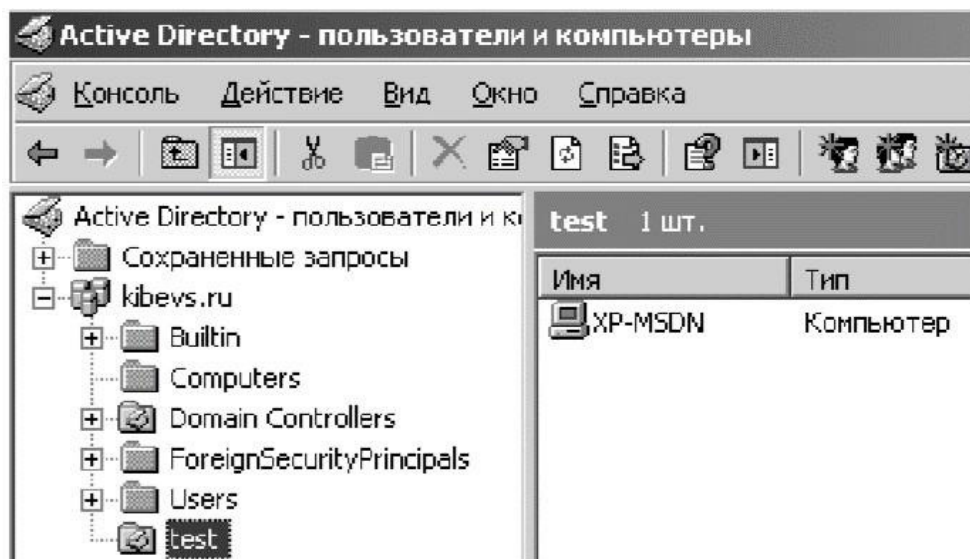 Active Directory - пользователи и компьютеры
Консоль Действие Вид Окно Справка
Active Directory - пользователи и к
Сохраненные запросы
kibevs.ru
Builtin
Computers
Domain Controllers
ForeignSecurityPrincipals
Users
test
test 1 шт.
Имя Тип
XP-MSDN Компьютер